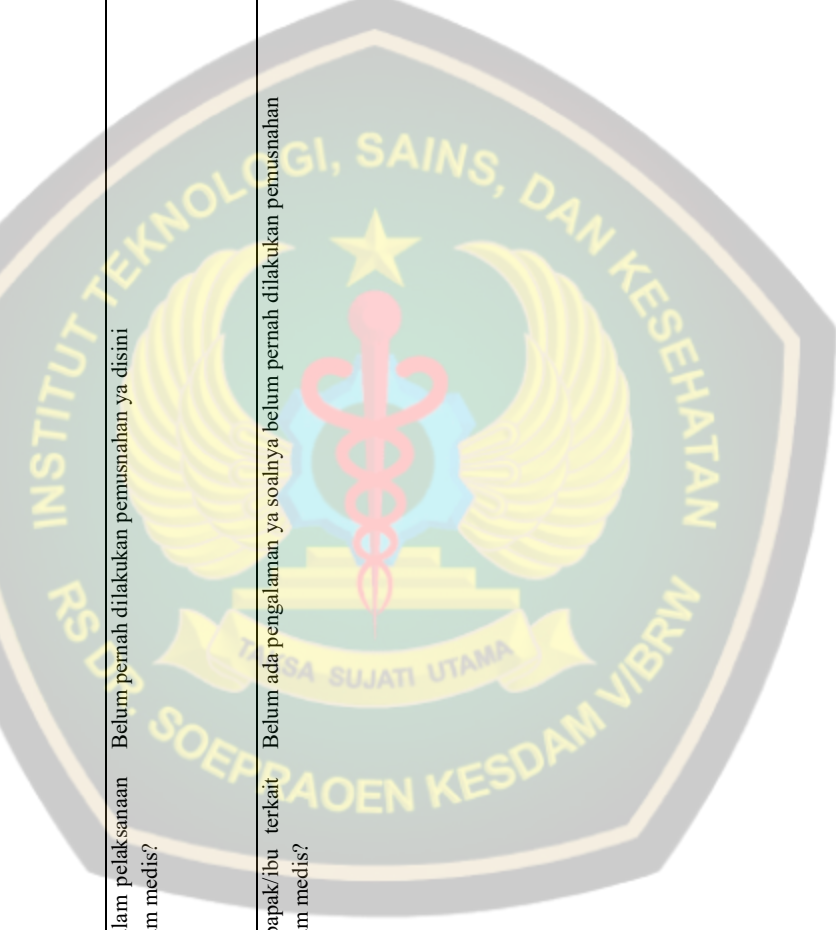 lam pelaksanaan Belum pernah dilakukan pemusnahan ya disini
m medis?
bapak/ibu terkait Belum ada pengalaman ya soalnya belum pernah dilakukan pemusnahan
m medis?
INSTITUT TEKNOLOGI, SAINS, DAN KESEHATAN
SUJATI UTAMA
RS DR. SOEPRAOEN KESDAM V/BRW